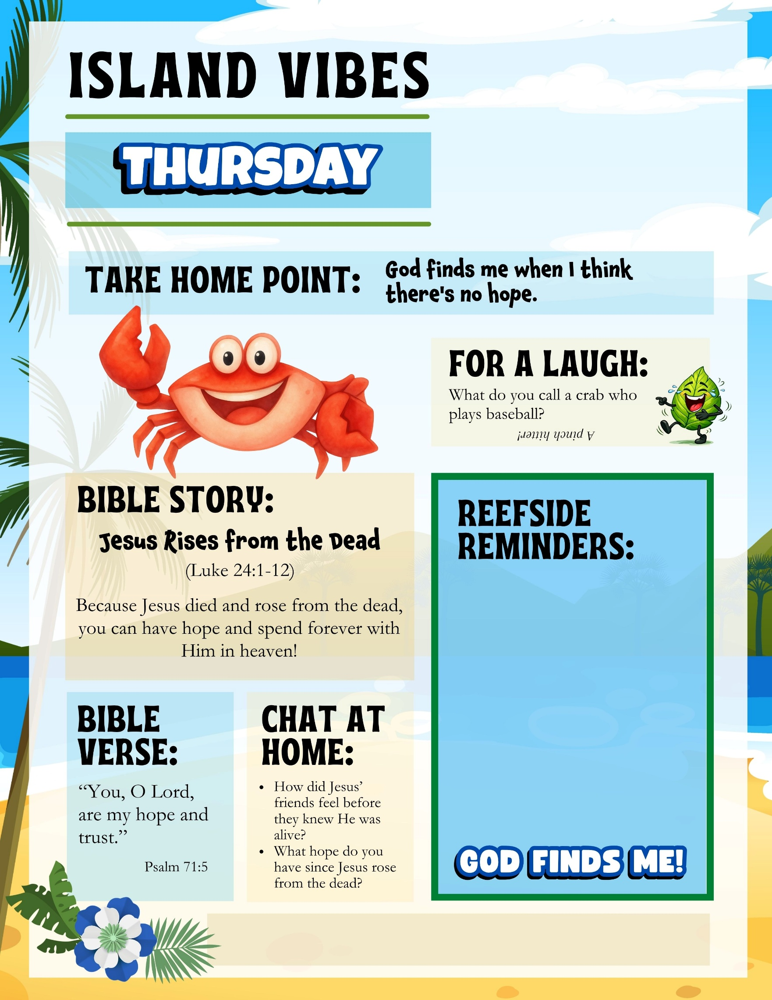 ISLAND VIBES
THURSDAY
TAKE HOME POINT:
God finds me when I think
there's no hope.
FOR A LAUGH:
What do you call a crab who
plays baseball?
A pinch hitter!
BIBLE STORY:
Jesus Rises from the Dead
(Luke 24:1-12)
Because Jesus died and rose from the dead,
you can have hope and spend forever with
Him in heaven!
REEFSIDE
REMINDERS:
GOD FINDS ME!
BIBLE
VERSE:
“You, O Lord,
are my hope and
trust.”
Psalm 71:5
CHAT AT
HOME:
• How did Jesus’
friends feel before
they knew He was
alive?
• What hope do you
have since Jesus rose
from the dead?